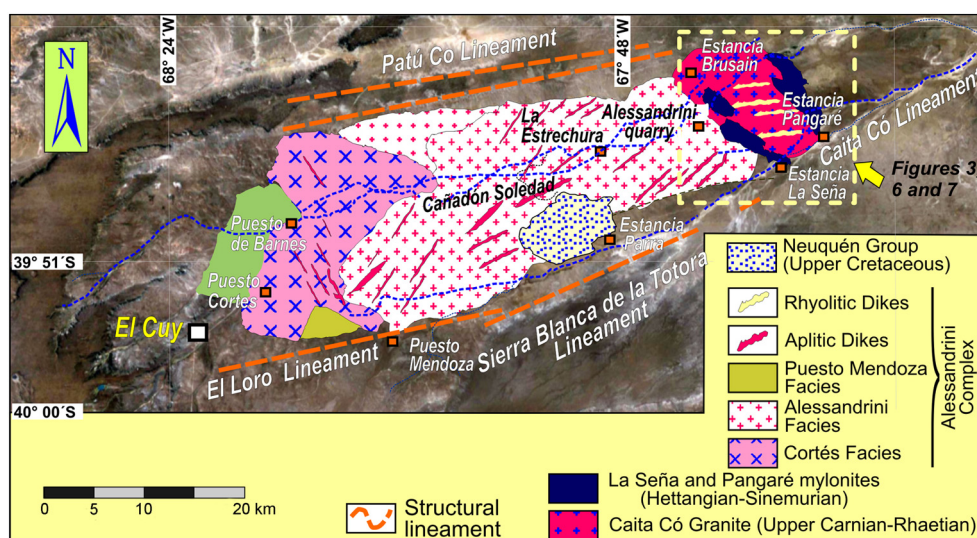 N
68° 24'
67° 48'
Patú Co Lineament
Estancia
Brusain
La
Estrechura
Alessandrini
quarry
Estancia
Pangaré
Caita Có Lineament
Estancia
La Seña
Figures 3,
6 and 7
Cañadón Soledad
Puesto
de Barnes
Estancia
Parra
39° 51'
Puesto
Cortes
El Cuy
Puesto
Mendoza
El Loro Lineament
Sierra Blanca de la Totora
Lineament
40° 00'S
Neuquén Group
(Upper Cretaceous)
Rhyolitic Dikes
Aplitic Dikes
Puesto Mendoza
Facies
Alessandrini
Facies
Cortés Facies
Alessandrini
Complex
La Seña and Pangaré mylonites
(Hettangian-Sinemurian)
Caita Có Granite (Upper Carnian-Rhaetian)
Structural
lineament
0 5 10 20 km